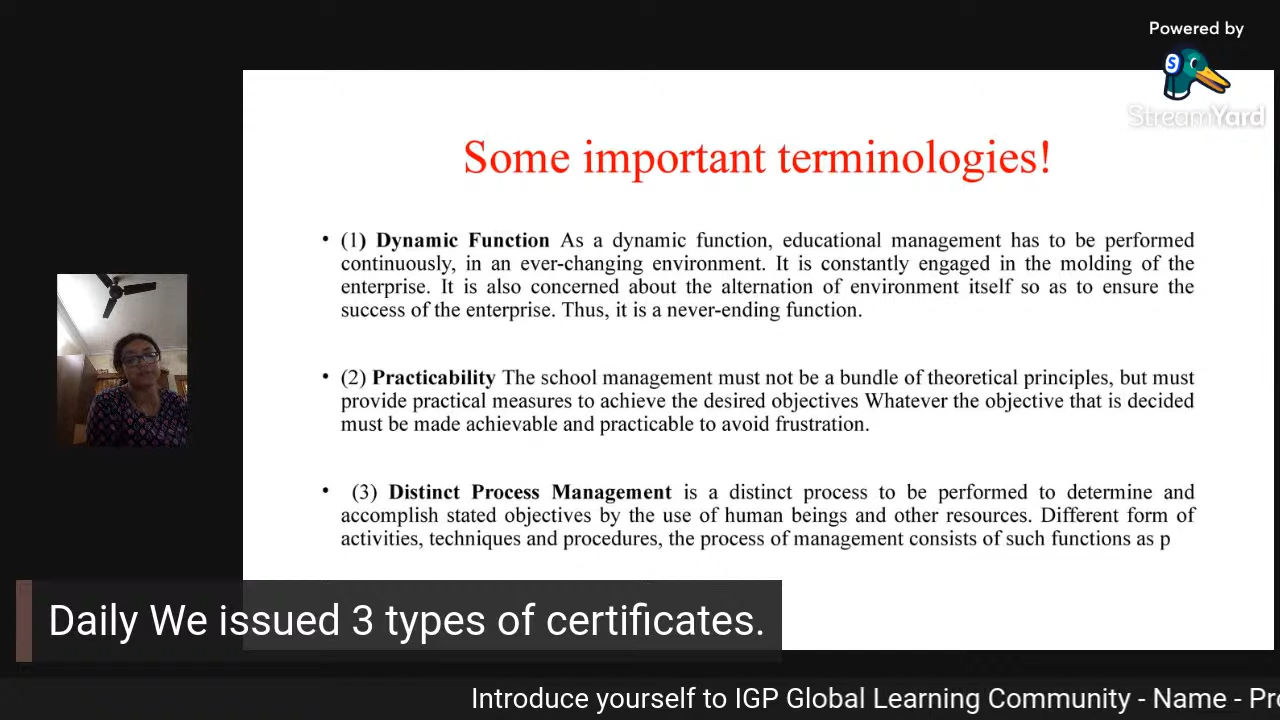 Powered by
StreamYard
Some important terminologies!
• (1) Dynamic Function As a dynamic function, educational management has to be performed
continuously, in an ever-changing environment. It is constantly engaged in the molding of the
enterprise. It is also concerned about the alternation of environment itself so as to ensure the
success of the enterprise. Thus, it is a never-ending function.
• (2) Practicability The school management must not be a bundle of theoretical principles, but must
provide practical measures to achieve the desired objectives Whatever the objective that is decided
must be made achievable and practicable to avoid frustration.
• (3) Distinct Process Management is a distinct process to be performed to determine and
accomplish stated objectives by the use of human beings and other resources. Different form of
activities, techniques and procedures, the process of management consists of such functions as p
Daily We issued 3 types of certificates.
Introduce yourself to IGP Global Learning Community - Name -